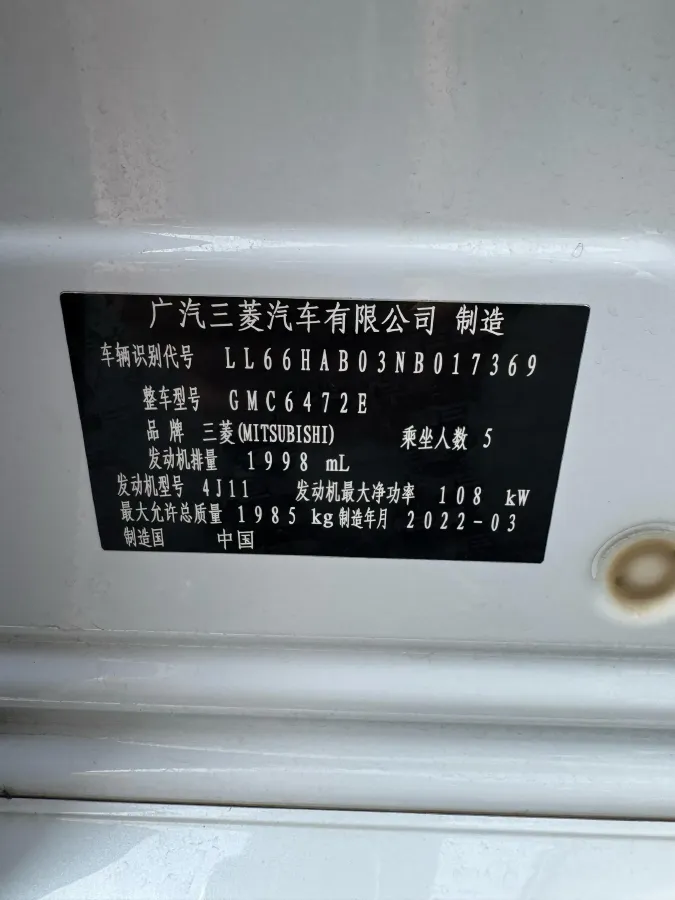 广汽三菱汽车有限公司 制造
车辆识别代号 LL66HAB03NB017369
整车型号 GMC6472E
品牌 三菱(MITSUBISHI) 乘坐人数 5
发动机排量 1998 mL
发动机型号 4J11 发动机最大净功率 108 kW
最大允许总质量 1985 kg 制造年月 2022-03
制造国 中国